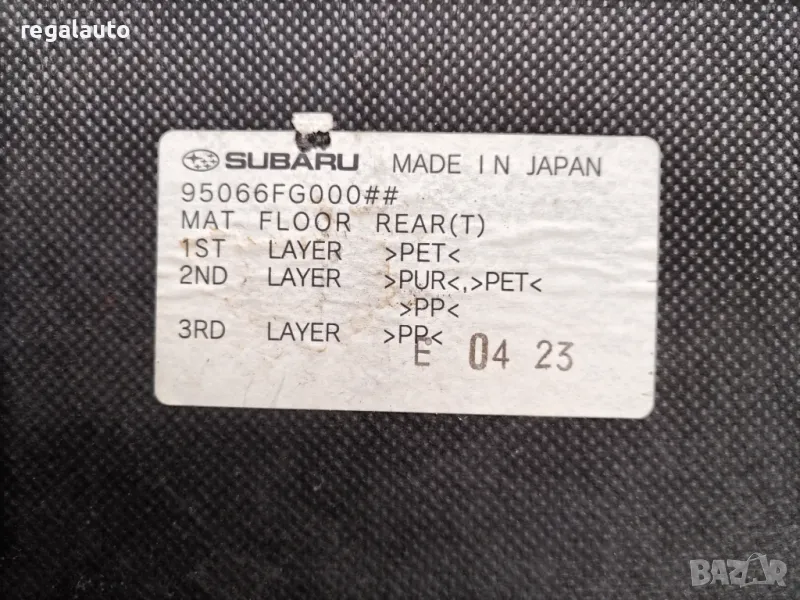 regalauto
SUBARU MADE IN JAPAN
95066FG000##
MAT FLOOR REAR(T)
1ST LAYER >PET<
2ND LAYER >PUR<,>PET<
>PP<
3RD LAYER >PP<
E 04 23
BAZAR